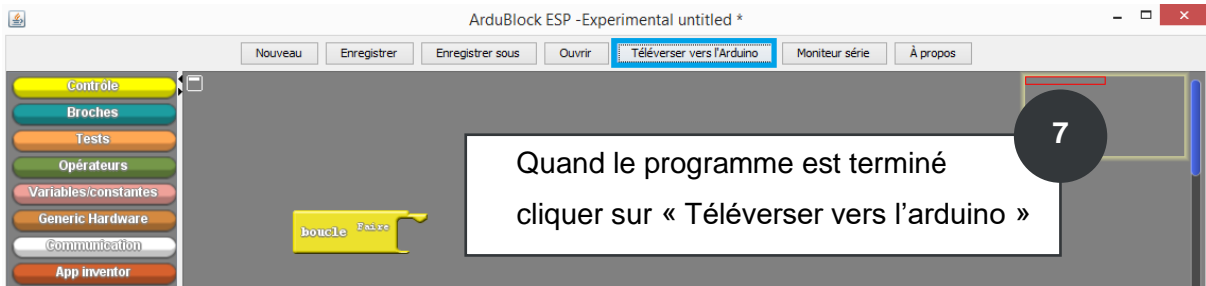 ArduBlock ESP -Experimental untitled *
Nouveau Enregistrer Enregistrer sous Ouvrir Téléverser vers l'Arduino Moniteur série À propos
Contrôle
Broches
Tests
Opérateurs
Variables/constantes
Generic Hardware
Communication
App inventor
boucle Faire
7
Quand le programme est terminé
cliquer sur « Téléverser vers l’arduino »